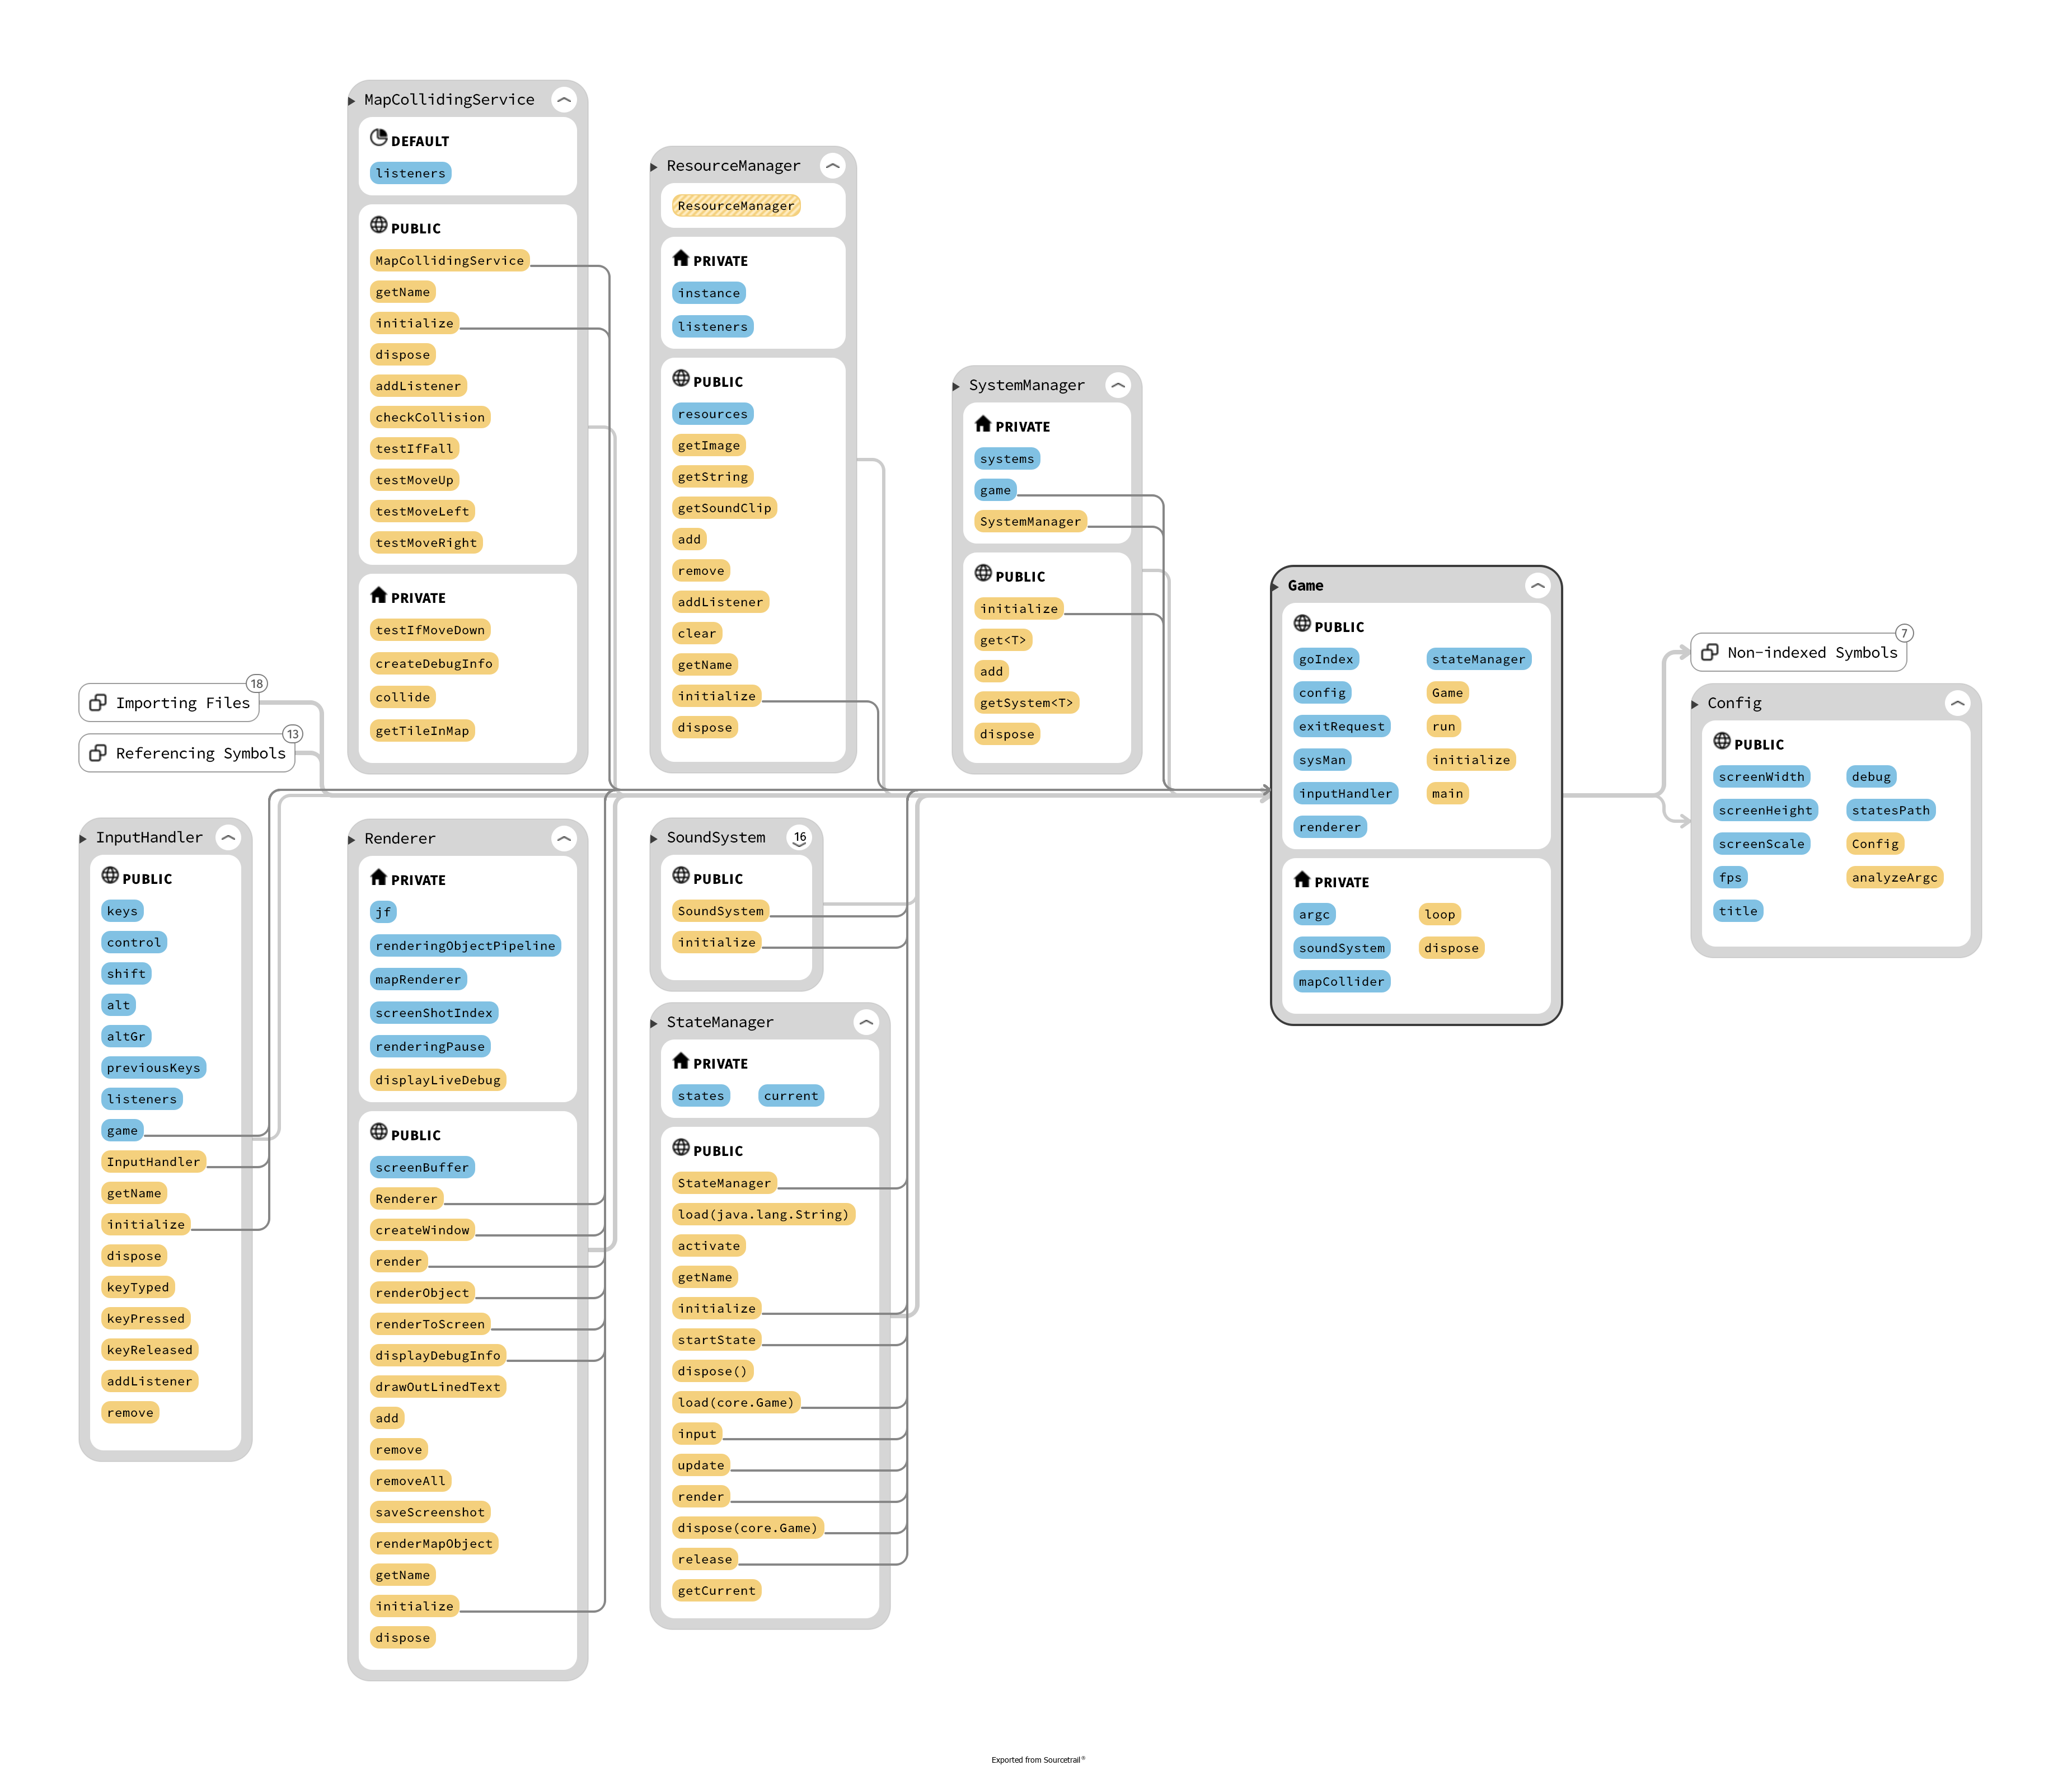 MapCollidingService
DEFAULT
listeners
PUBLIC
MapCollidingService
getName
initialize
dispose
addListener
checkCollision
testIfFall
testMoveUp
testMoveLeft
testMoveRight
PRIVATE
testIfMoveDown
createDebugInfo
collide
getTileInMap
ResourceManager
ResourceManager
PRIVATE
instance
listeners
PUBLIC
resources
getImage
getString
getSoundClip
add
remove
addListener
clear
getName
initialize
dispose
SystemManager
PRIVATE
systems
game
SystemManager
PUBLIC
initialize
get<T>
add
getSystem<T>
dispose
Game
PUBLIC
goIndex stateManager
config Game
exitRequest run
sysMan initialize
inputHandler main
renderer
PRIVATE
argc loop
soundSystem dispose
mapCollider
7
Non-indexed Symbols
Config
PUBLIC
screenWidth debug
screenHeight statesPath
screenScale Config
fps analyzeArgc
title
18
Importing Files
13
Referencing Symbols
InputHandler
PUBLIC
keys
control
shift
alt
altGr
previousKeys
listeners
game
InputHandler
getName
initialize
dispose
keyTyped
keyPressed
keyReleased
addListener
remove
Renderer
PRIVATE
jf
renderingObjectPipeline
mapRenderer
screenShotIndex
renderingPause
displayLiveDebug
PUBLIC
screenBuffer
Renderer
createWindow
render
renderObject
renderToScreen
displayDebugInfo
drawOutLinedText
add
remove
removeAll
saveScreenshot
renderMapObject
getName
initialize
dispose
SoundSystem 16
PUBLIC
SoundSystem
initialize
StateManager
PRIVATE
states current
PUBLIC
StateManager
load(java.lang.String)
activate
getName
initialize
startState
dispose()
load(core.Game)
input
update
render
dispose(core.Game)
release
getCurrent
Exported from Sourcetrail®